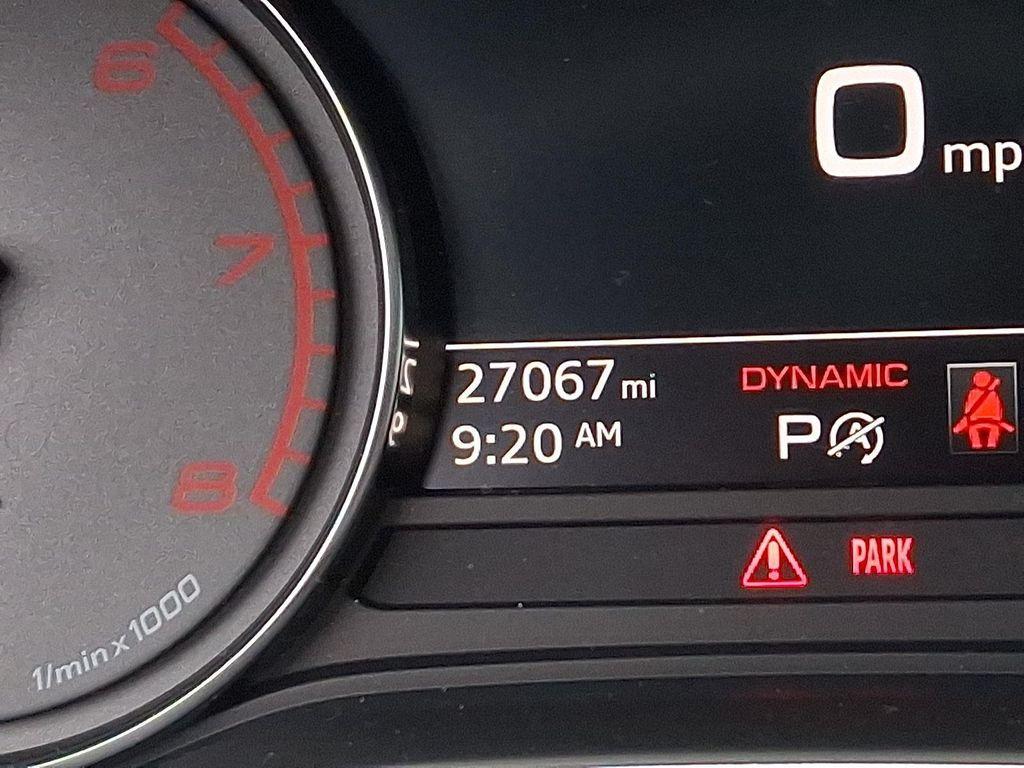 6
0 mp
7
27067 mi
DYNAMIC
9:20 AM
P
8
PARK
1/min x 1000